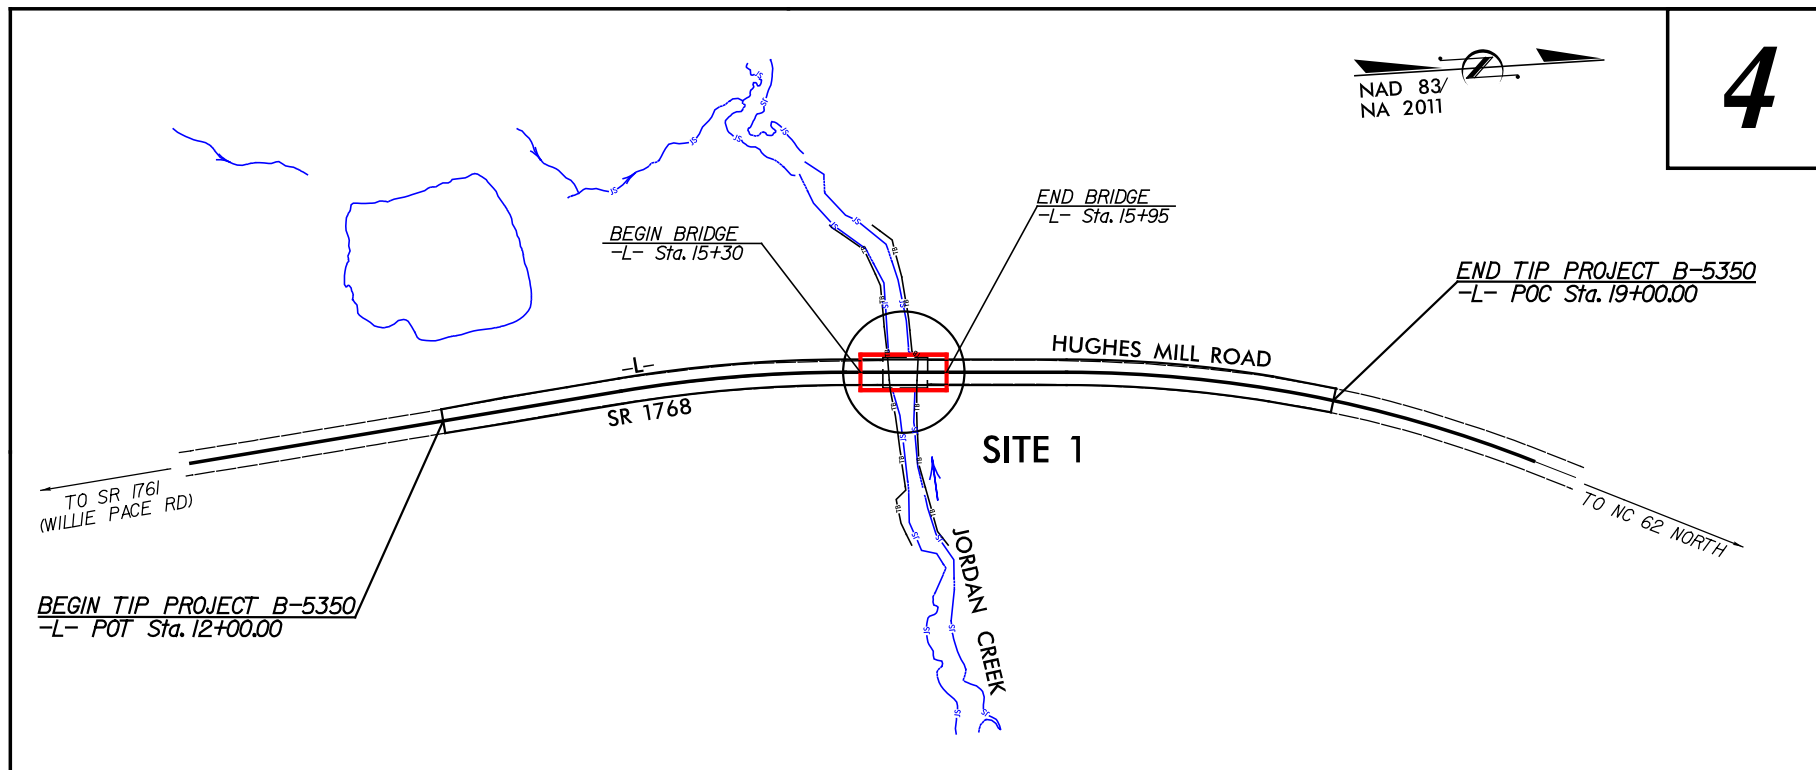 4
NAD 83/
NA 2011
END BRIDGE
-L- Sta. 15+95
BEGIN BRIDGE
-L- Sta. 15+30
END TIP PROJECT B-5350
-L- POC Sta. 19+00.00
HUGHES MILL ROAD
-L-
SR 1768
SITE 1
TO SR 1761
(WILLIE PACE RD)
TO NC 62 NORTH
JORDAN CREEK
BEGIN TIP PROJECT B-5350
-L- POT Sta. 12+00.00